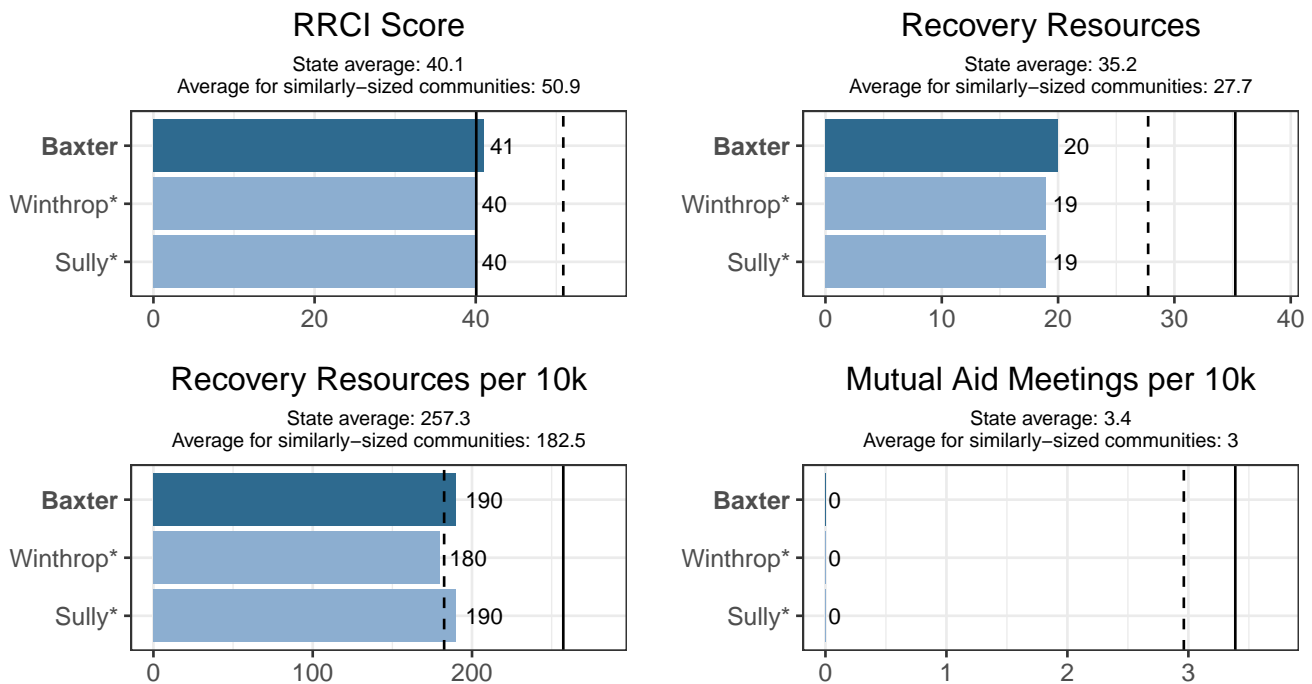 RRCI Score
State average: 40.1
Average for similarly−sized communities: 50.9
Baxter
41
Winthrop*
40
Sully*
40
0 20 40
Recovery Resources
State average: 35.2
Average for similarly−sized communities: 27.7
Baxter
20
Winthrop*
19
Sully*
19
0 10 20 30 40
Recovery Resources per 10k
State average: 257.3
Average for similarly−sized communities: 182.5
Baxter
190
Winthrop*
180
Sully*
190
0 100 200
Mutual Aid Meetings per 10k
State average: 3.4
Average for similarly−sized communities: 3
Baxter
0
Winthrop*
0
Sully*
0
0 1 2 3